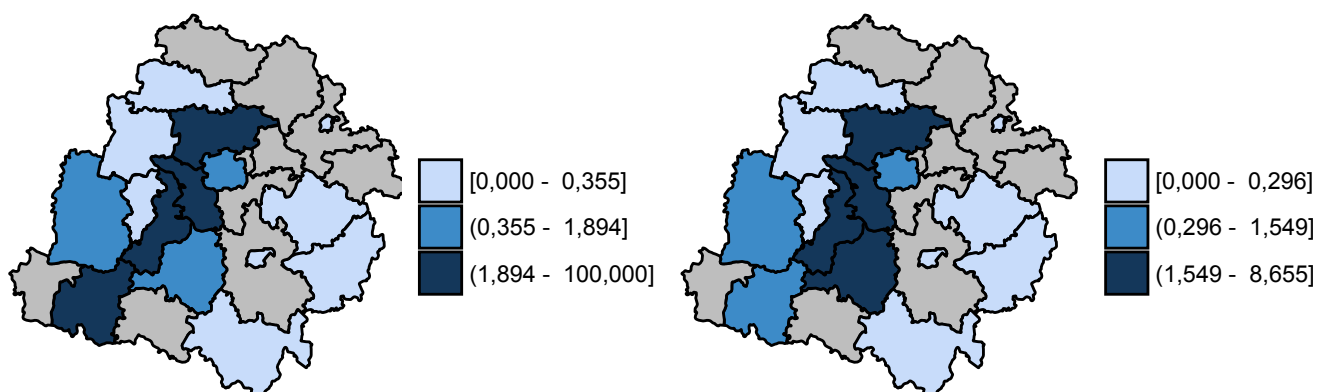 [0,000 - 0,355]
(0,355 - 1,894]
(1,894 - 100,000]
[0,000 - 0,296]
(0,296 - 1,549]
(1,549 - 8,655]